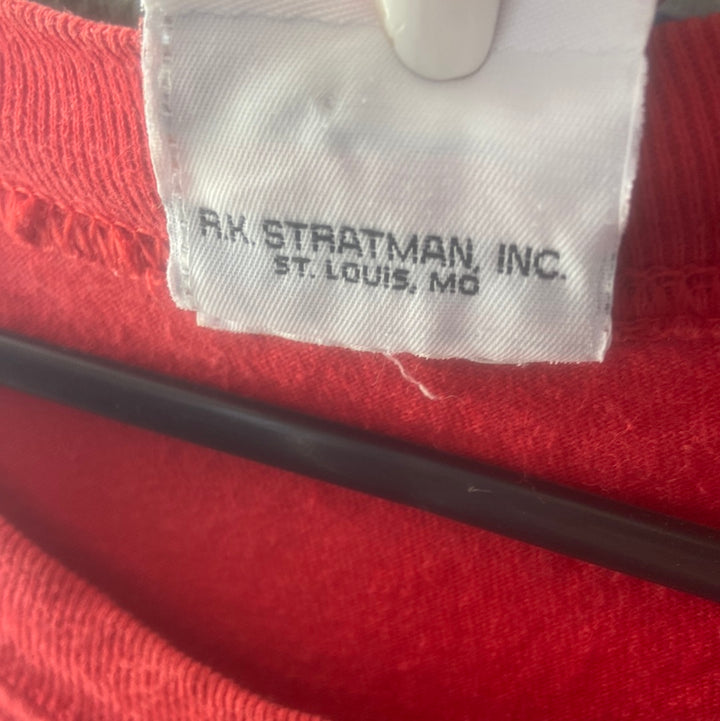 R.K. STRATMAN, INC.
ST. LOUIS, MO